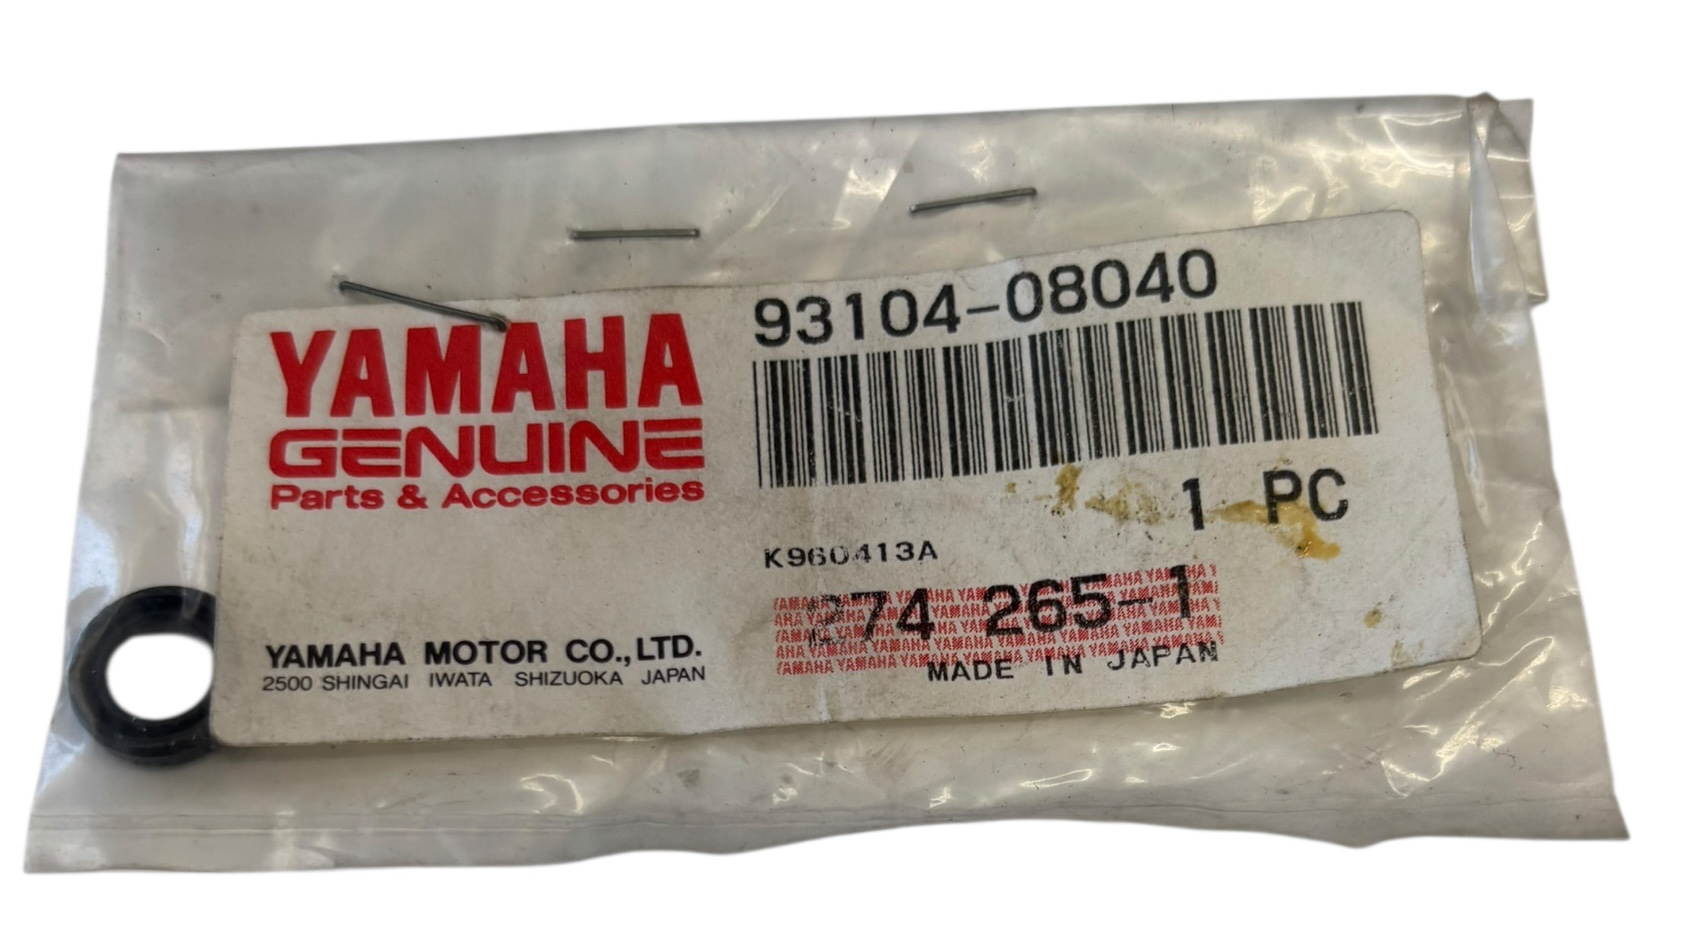 YAMAHA
GENUINE
Parts & Accessories
YAMAHA MOTOR CO.,LTD.
2500 SHINGAI IWATA SHIZUOKA JAPAN
93104-08040
1 PC
K960413A
274 265-1
MADE IN JAPAN